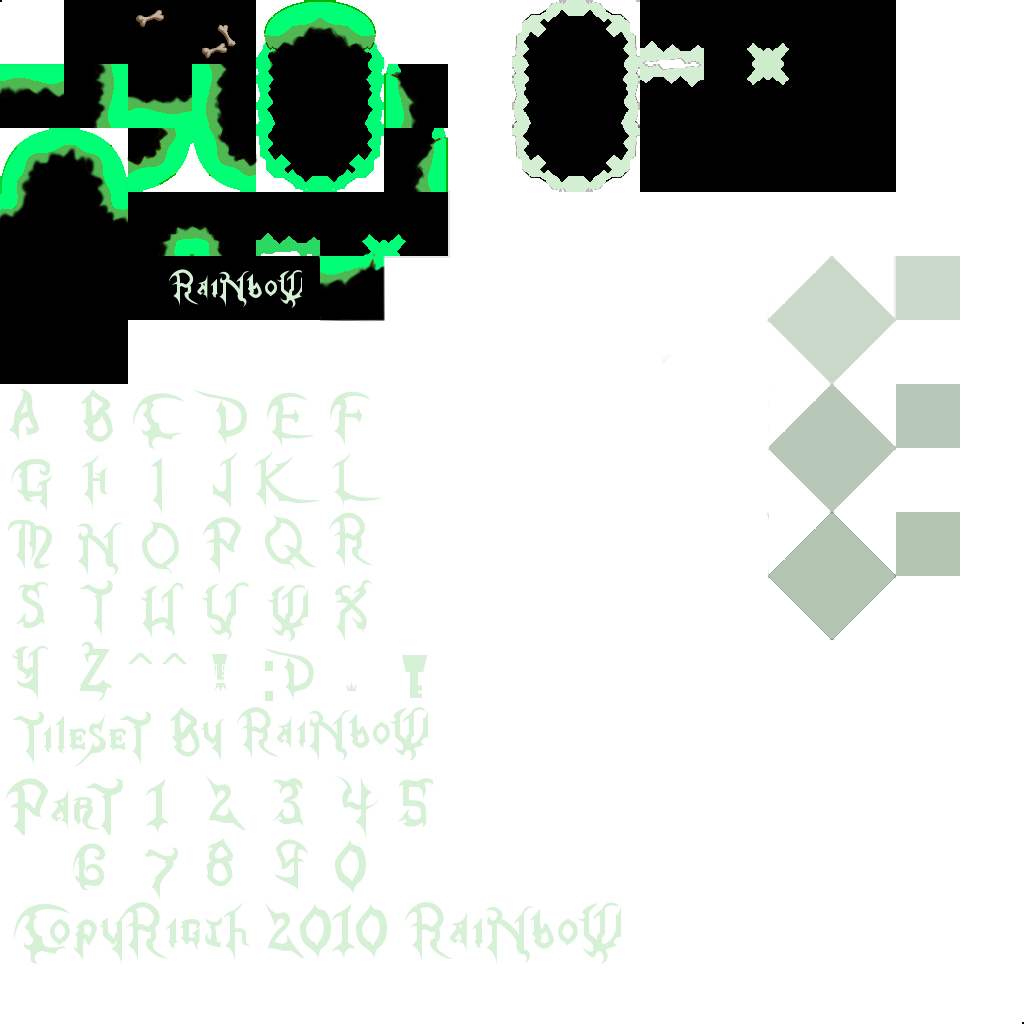 RaiNboW
A B C D E F
G H I J K L
M N O P Q R
S T U V W X
Y Z ^^ ! :D . !
TileSeT By RaiNboW
ParT 1 2 3 4 5
6 7 8 9 0
CopyRigth 2010 RaiNboW